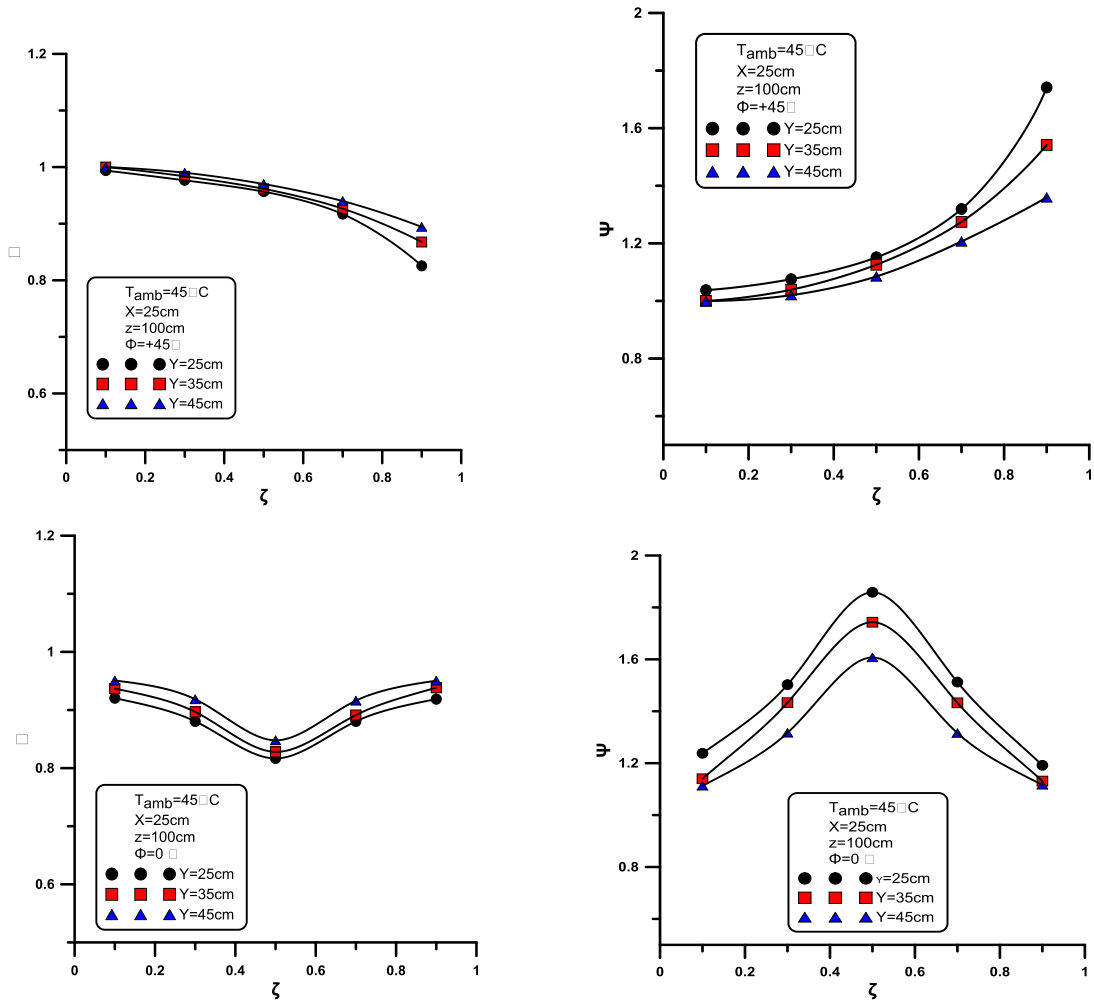 1.2
1
0.8
0.6
□
T_amb=45□C
X=25cm
z=100cm
Φ=+45□
Y=25cm
Y=35cm
Y=45cm
0 0.2 0.4 0.6 0.8 1
ζ
2
1.6
1.2
0.8
Ψ
T_amb=45□C
X=25cm
z=100cm
Φ=+45□
Y=25cm
Y=35cm
Y=45cm
0 0.2 0.4 0.6 0.8 1
ζ
1.2
1
0.8
0.6
□
T_amb=45□C
X=25cm
z=100cm
Φ=0 □
Y=25cm
Y=35cm
Y=45cm
0 0.2 0.4 0.6 0.8 1
ζ
2
1.6
1.2
0.8
Ψ
T_amb=45□C
X=25cm
z=100cm
Φ=0 □
Y=25cm
Y=35cm
Y=45cm
0 0.2 0.4 0.6 0.8 1
ζ